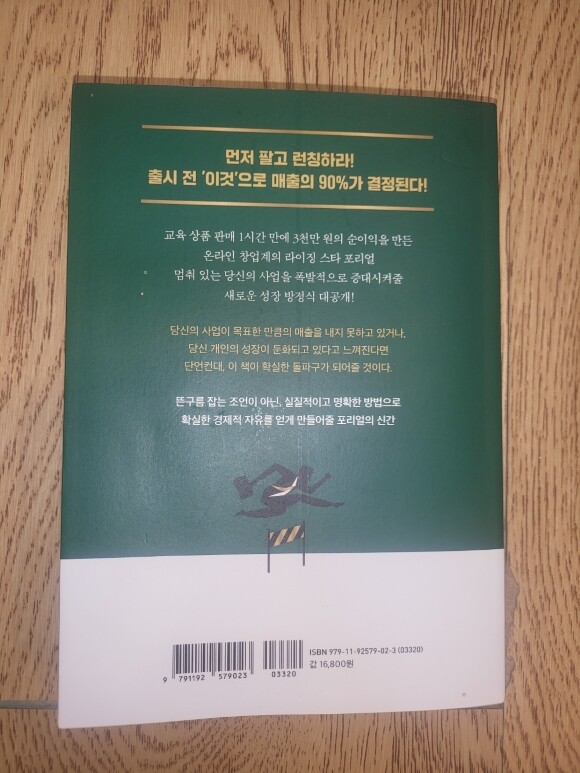 먼저 팔고 런칭하라!
출시 전 '이것'으로 매출의 90%가 결정된다!
교육 상품 판매 1시간 만에 3천만 원의 순이익을 만든
온라인 창업계의 라이징 스타 포리얼
멈춰 있는 당신의 사업을 폭발적으로 증대시켜줄
새로운 성장 방정식 대공개!
당신의 사업이 목표한 만큼의 매출을 내지 못하고 있거나,
당신 개인의 성장이 둔화되고 있다고 느껴진다면
단언컨대, 이 책이 확실한 돌파구가 되어줄 것이다.
뜬구름 잡는 조언이 아닌, 실질적이고 명확한 방법으로
확실한 경제적 자유를 얻게 만들어줄 포리얼의 신간
ISBN 979-11-92579-02-3 (03320)
값 16,800원
9 791192 579023 03320